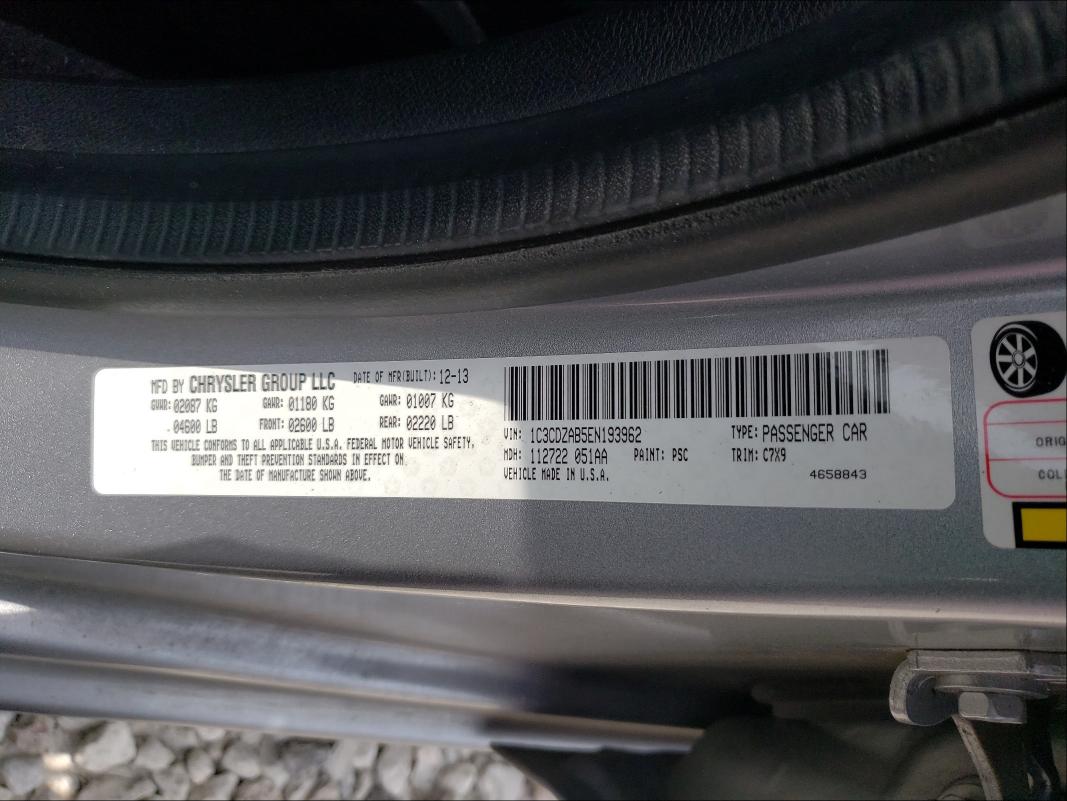 MFD BY CHRYSLER GROUP LLC DATE OF MFR(BUILT): 12-13
GVWR: 02087 KG GAWR: 01180 KG GAWR: 01007 KG
04600 LB FRONT: 02600 LB REAR: 02220 LB
THIS VEHICLE CONFORMS TO ALL APPLICABLE U.S.A. FEDERAL MOTOR VEHICLE SAFETY,
BUMPER AND THEFT PREVENTION STANDARDS IN EFFECT ON
THE DATE OF MANUFACTURE SHOWN ABOVE.
VIN: 1C3CDZAB5EN193962 TYPE: PASSENGER CAR
MDH: 112722 051AA PAINT: PSC TRIM: C7X9
VEHICLE MADE IN U.S.A. 4658843
ORIG
COL